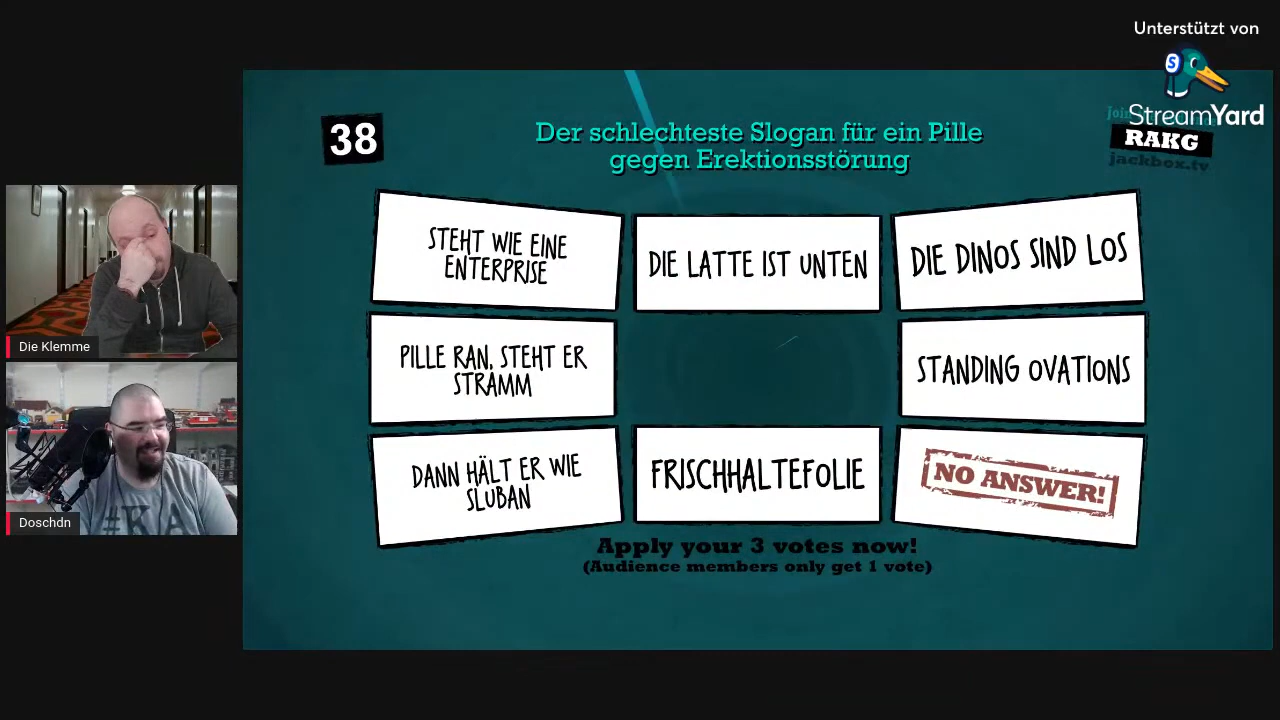 Unterstützt von
StreamYard
38
Der schlechteste Slogan für ein Pille
gegen Erektionsstörung
RAKG
jackbox.tv
STEHT WIE EINE
ENTERPRISE
DIE LATTE IST UNTEN
DIE DINOS SIND LOS
PILLE RAN, STEHT ER
STRAMM
STANDING OVATIONS
DANN HÄLT ER WIE
SLUBAN
FRISCHHALTEFOLIE
NO ANSWER!
Apply your 3 votes now!
(Audience members only get 1 vote)
Die Klemme
Doschdn
#KA